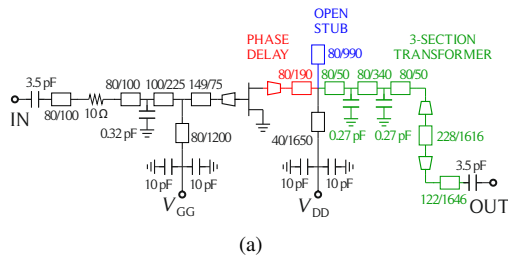 OPEN
STUB
PHASE
DELAY
3-SECTION
TRANSFORMER
80/990
3.5 pF
80/100
100/225
149/75
80/190
80/50
80/340
80/50
IN
80/100
10Ω
0.32 pF
0.27 pF
0.27 pF
80/1200
40/1650
228/1616
10 pF
10 pF
10 pF
10 pF
3.5 pF
V GG
V DD
122/1646
OUT
(a)